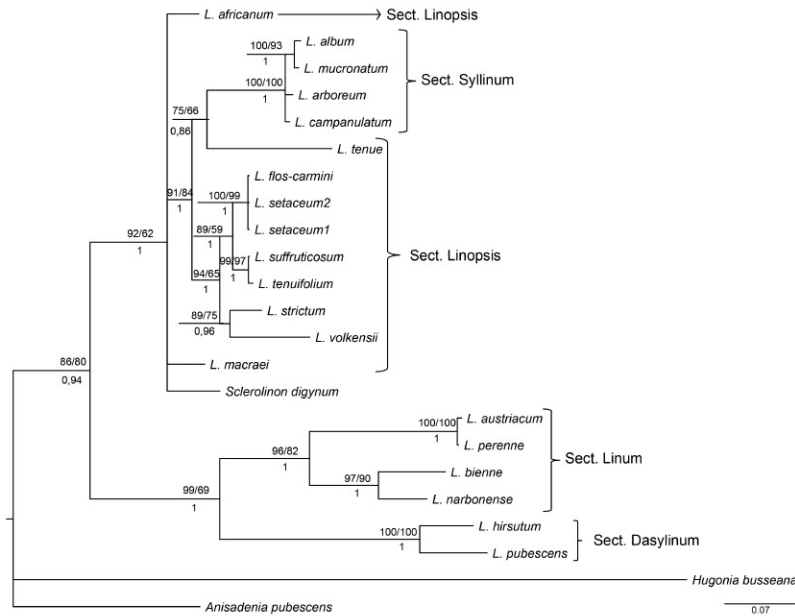 L. africanum
Sect. Linopsis
100/93
1
L. album
L. mucronatum
Sect. Syllinum
100/100
1
L. arboreum
75/66
0,86
L. campanulatum
L. tenue
L. flos-carmini
91/84
1
100/99
1
L. setaceum2
L. setaceum1
89/59
1
92/62
1
Sect. Linopsis
L. suffruticosum
99/97
1
94/65
1
L. tenuifolium
L. strictum
89/75
0,96
L. volkensii
86/80
0,94
L. macraei
Sclerolinon digynum
L. austriacum
100/100
1
L. perenne
96/82
1
Sect. Linum
L. bienne
97/90
1
99/69
1
L. narbonense
L. hirsutum
100/100
1
Sect. Dasylinum
L. pubescens
Hugonia busseana
Anisadenia pubescens
0.07